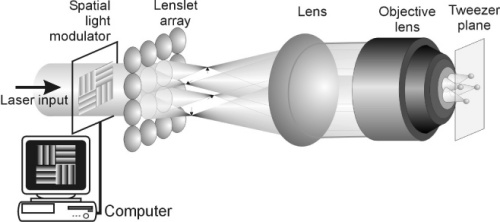 Spatial
light
modulator
Lenslet
array
Lens
Objective
lens
Tweezer
plane
Laser input
Computer